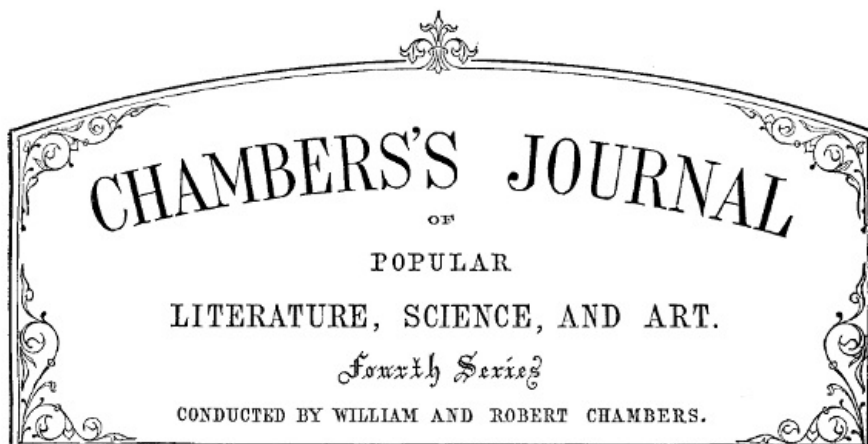 CHAMBERS'S JOURNAL
OF
POPULAR
LITERATURE, SCIENCE, AND ART.
Fourth Series
CONDUCTED BY WILLIAM AND ROBERT CHAMBERS.